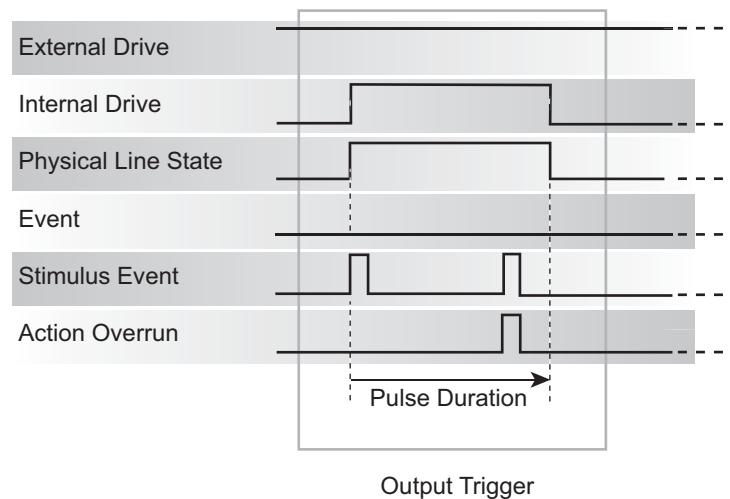 External Drive
Internal Drive
Physical Line State
Event
Stimulus Event
Action Overrun
Pulse Duration
Output Trigger